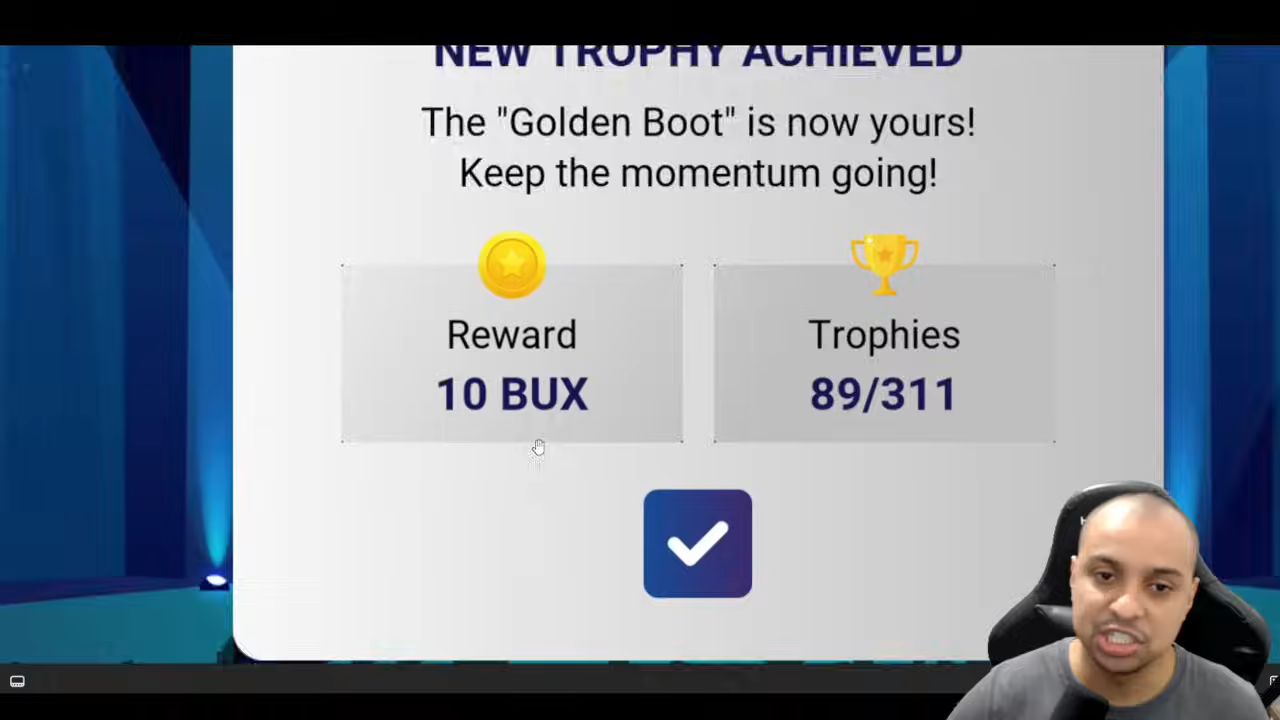 NEW TROPHY ACHIEVED
The "Golden Boot" is now yours!
Keep the momentum going!
Reward
Trophies
10 BUX
89/311